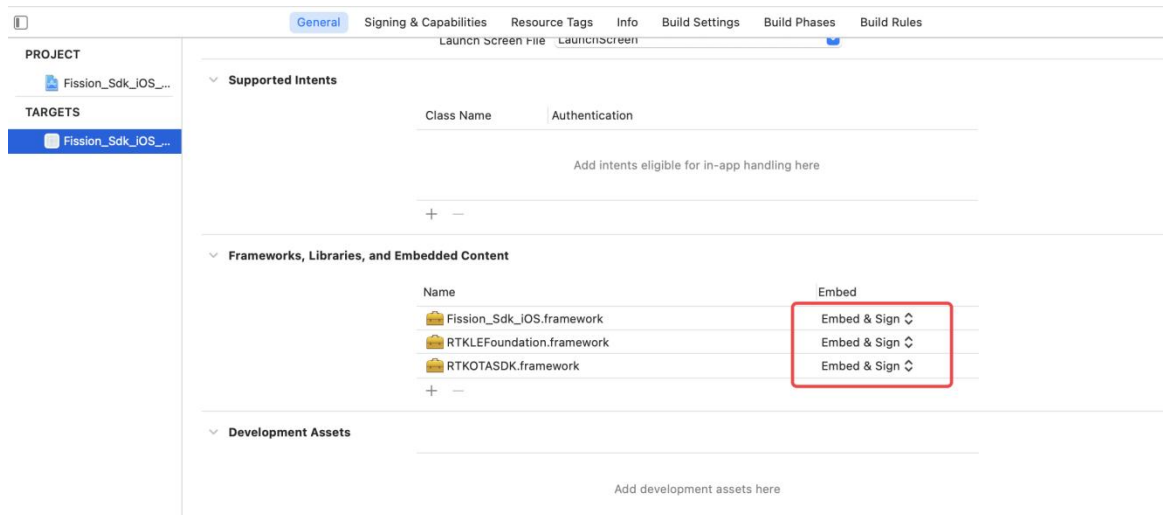 General Signing & Capabilities Resource Tags Info Build Settings Build Phases Build Rules
PROJECT
Fission_Sdk_iOS_...
TARGETS
Fission_Sdk_iOS_...
Launch Screen File LaunchScreen
Supported Intents
Class Name Authentication
Add intents eligible for in-app handling here
+ −
Frameworks, Libraries, and Embedded Content
Name Embed
Fission_Sdk_iOS.framework Embed & Sign
RTKLEFoundation.framework Embed & Sign
RTKOTASDK.framework Embed & Sign
+ −
Development Assets
Add development assets here